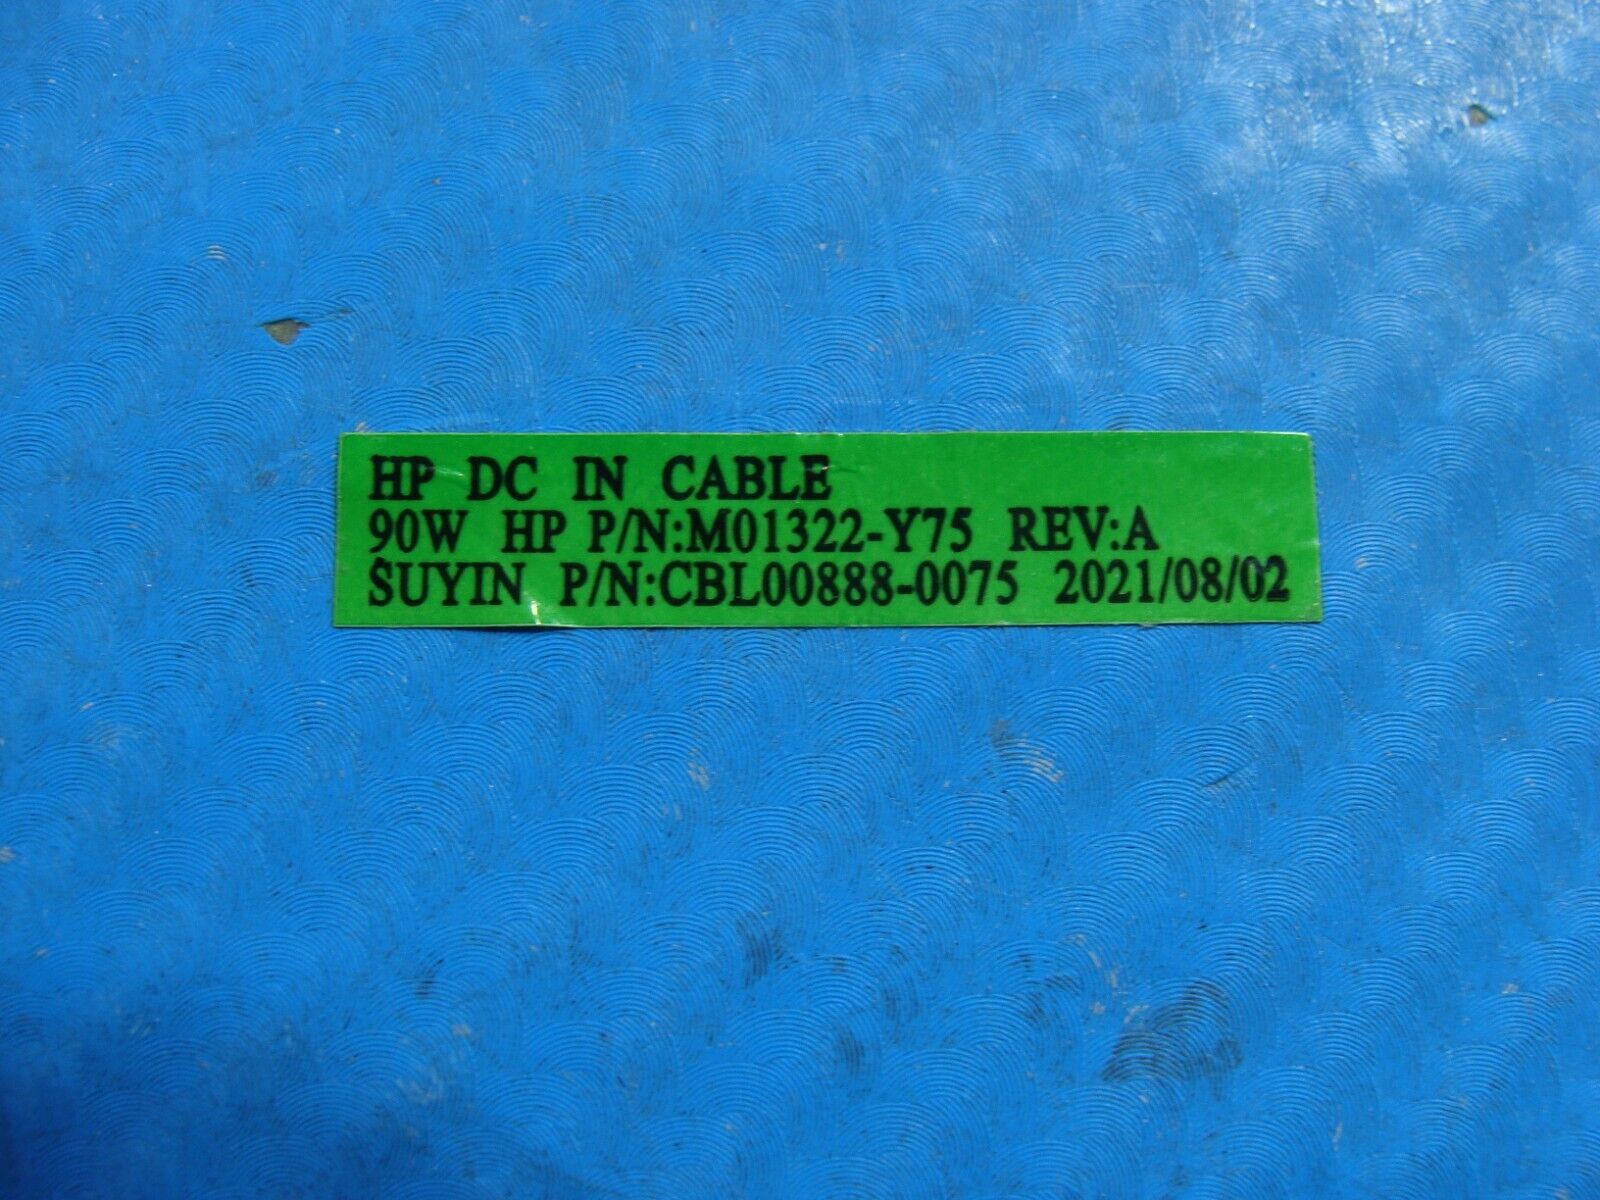 HP DC IN CABLE
90W HP P/N:M01322-Y75 REV:A
SUYIN P/N:CBL00888-0075 2021/08/02